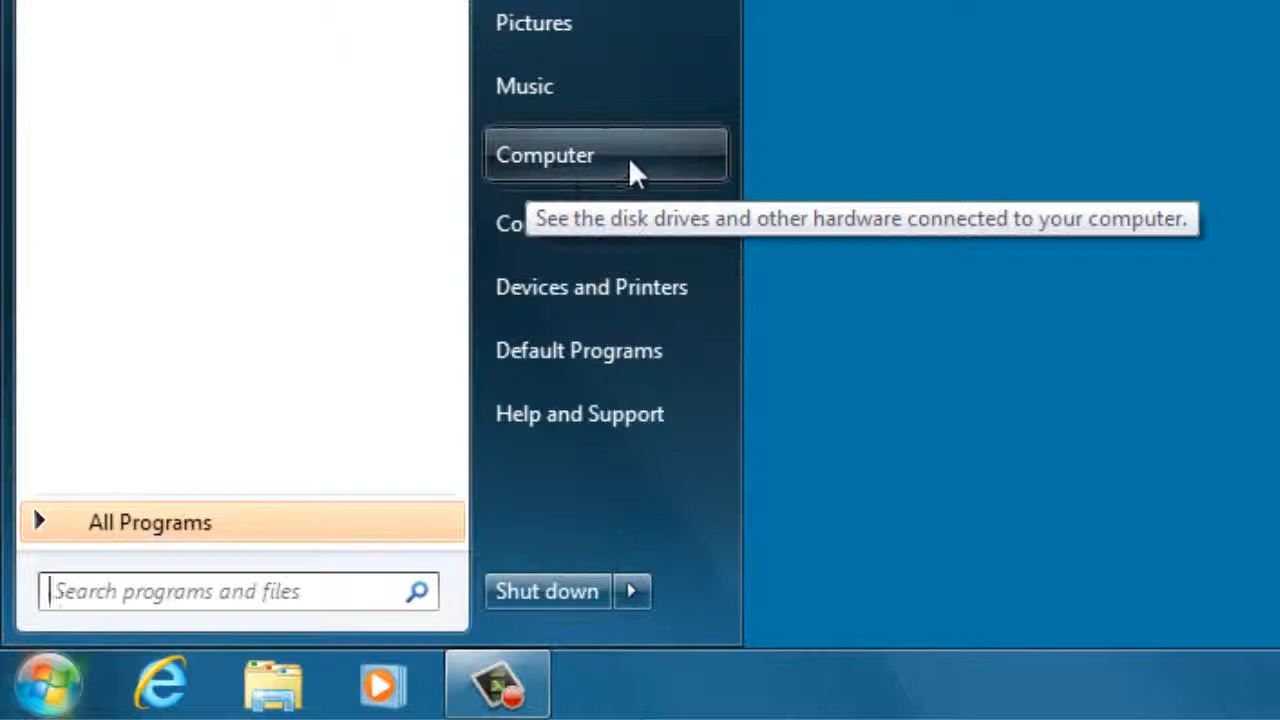 Pictures
Music
Computer
See the disk drives and other hardware connected to your computer.
Co
Devices and Printers
Default Programs
Help and Support
All Programs
Search programs and files
Shut down